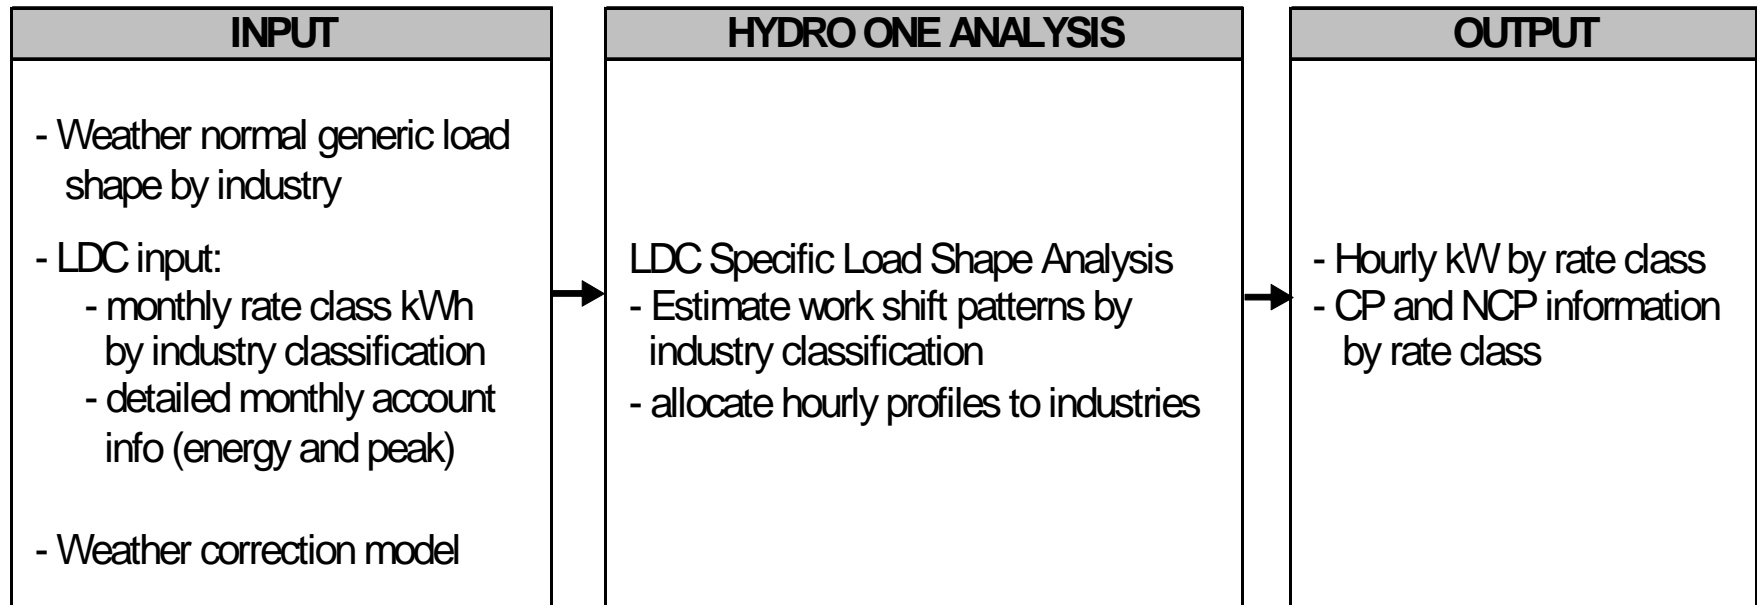 INPUT
- Weather normal generic load
shape by industry
- LDC input:
- monthly rate class kWh
by industry classification
- detailed monthly account
info (energy and peak)
- Weather correction model
HYDRO ONE ANALYSIS
LDC Specific Load Shape Analysis
- Estimate work shift patterns by
industry classification
- allocate hourly profiles to industries
OUTPUT
- Hourly kW by rate class
- CP and NCP information
by rate class